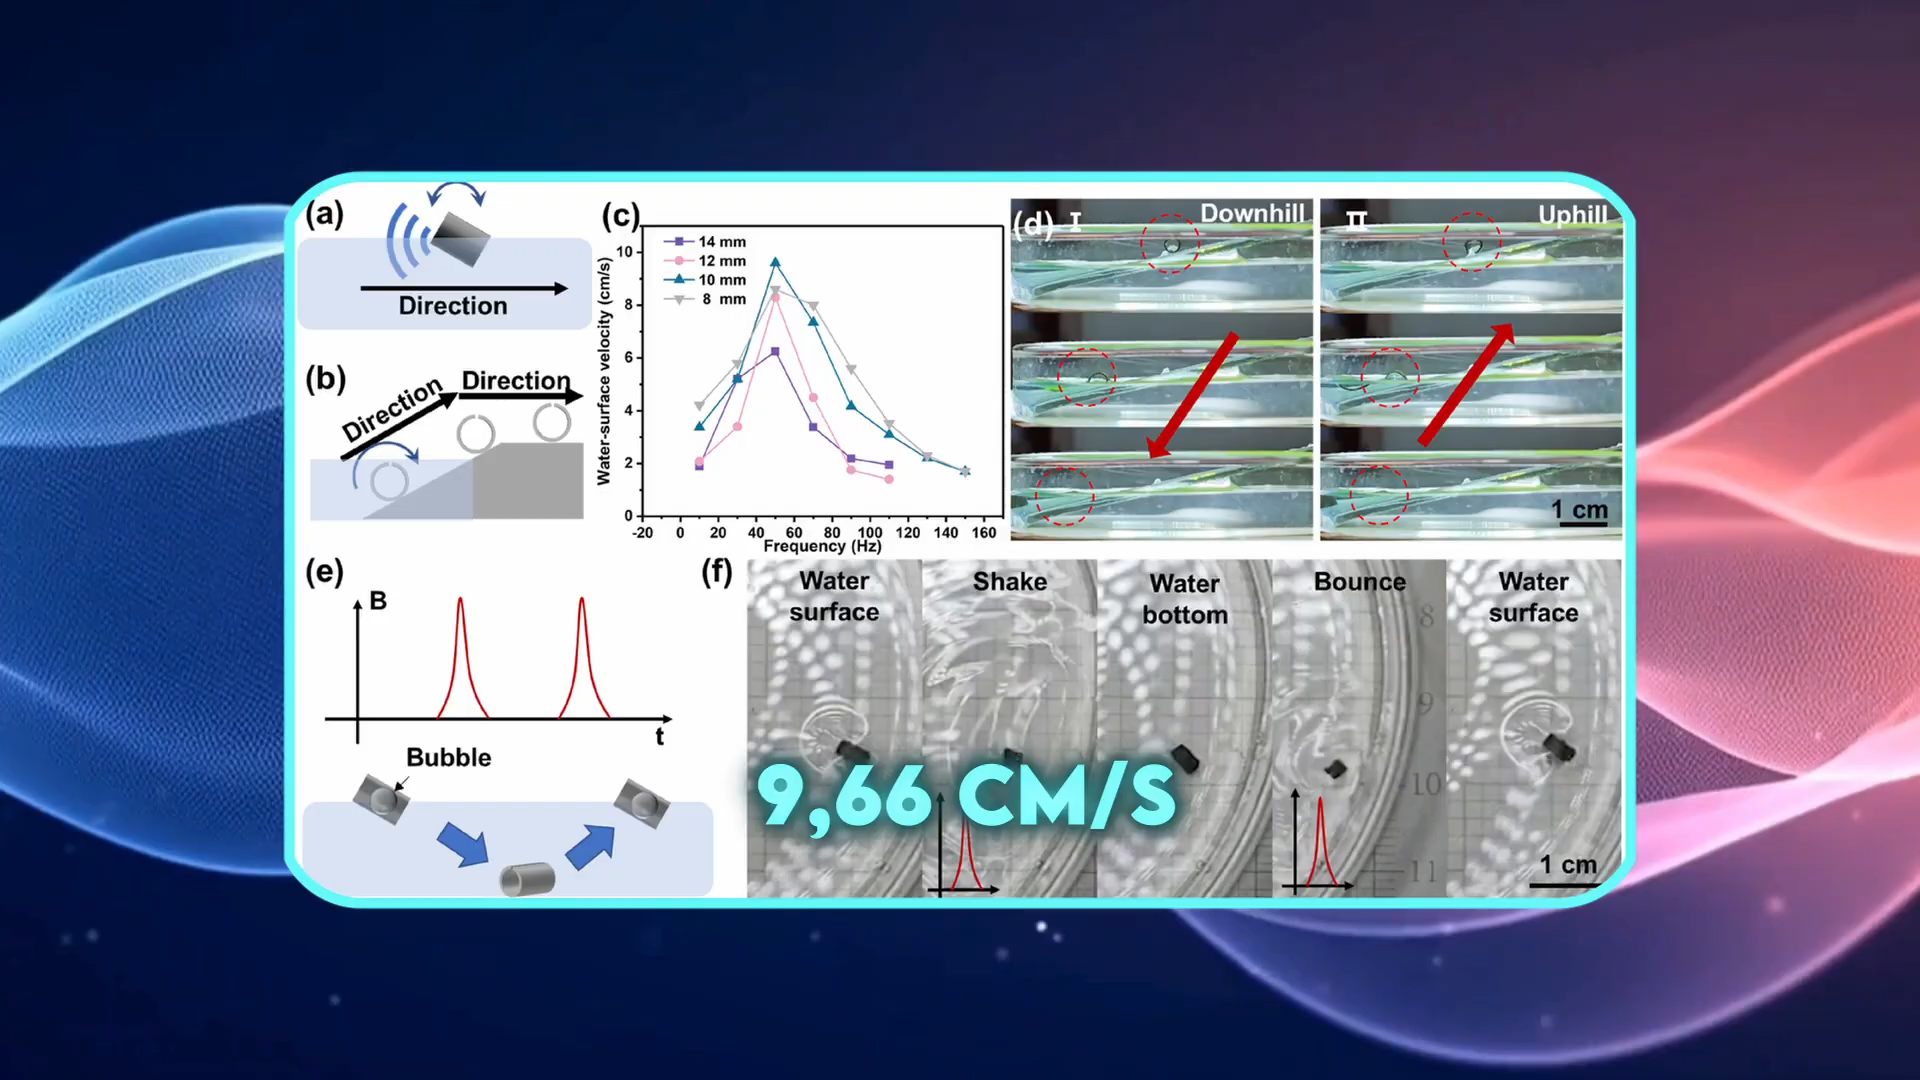 (a)
Direction
(b)
Direction
Direction
(c)
14 mm
12 mm
10 mm
8 mm
Water-surface velocity (cm/s)
10
8
6
4
2
0
-20 0 20 40 60 80 100 120 140 160
Frequency (Hz)
(d) I
Downhill
II
Uphill
1 cm
(e)
B
t
Bubble
(f)
Water
surface
Shake
Water
bottom
Bounce
Water
surface
8
9
10
11
1 cm
9,66 CM/S